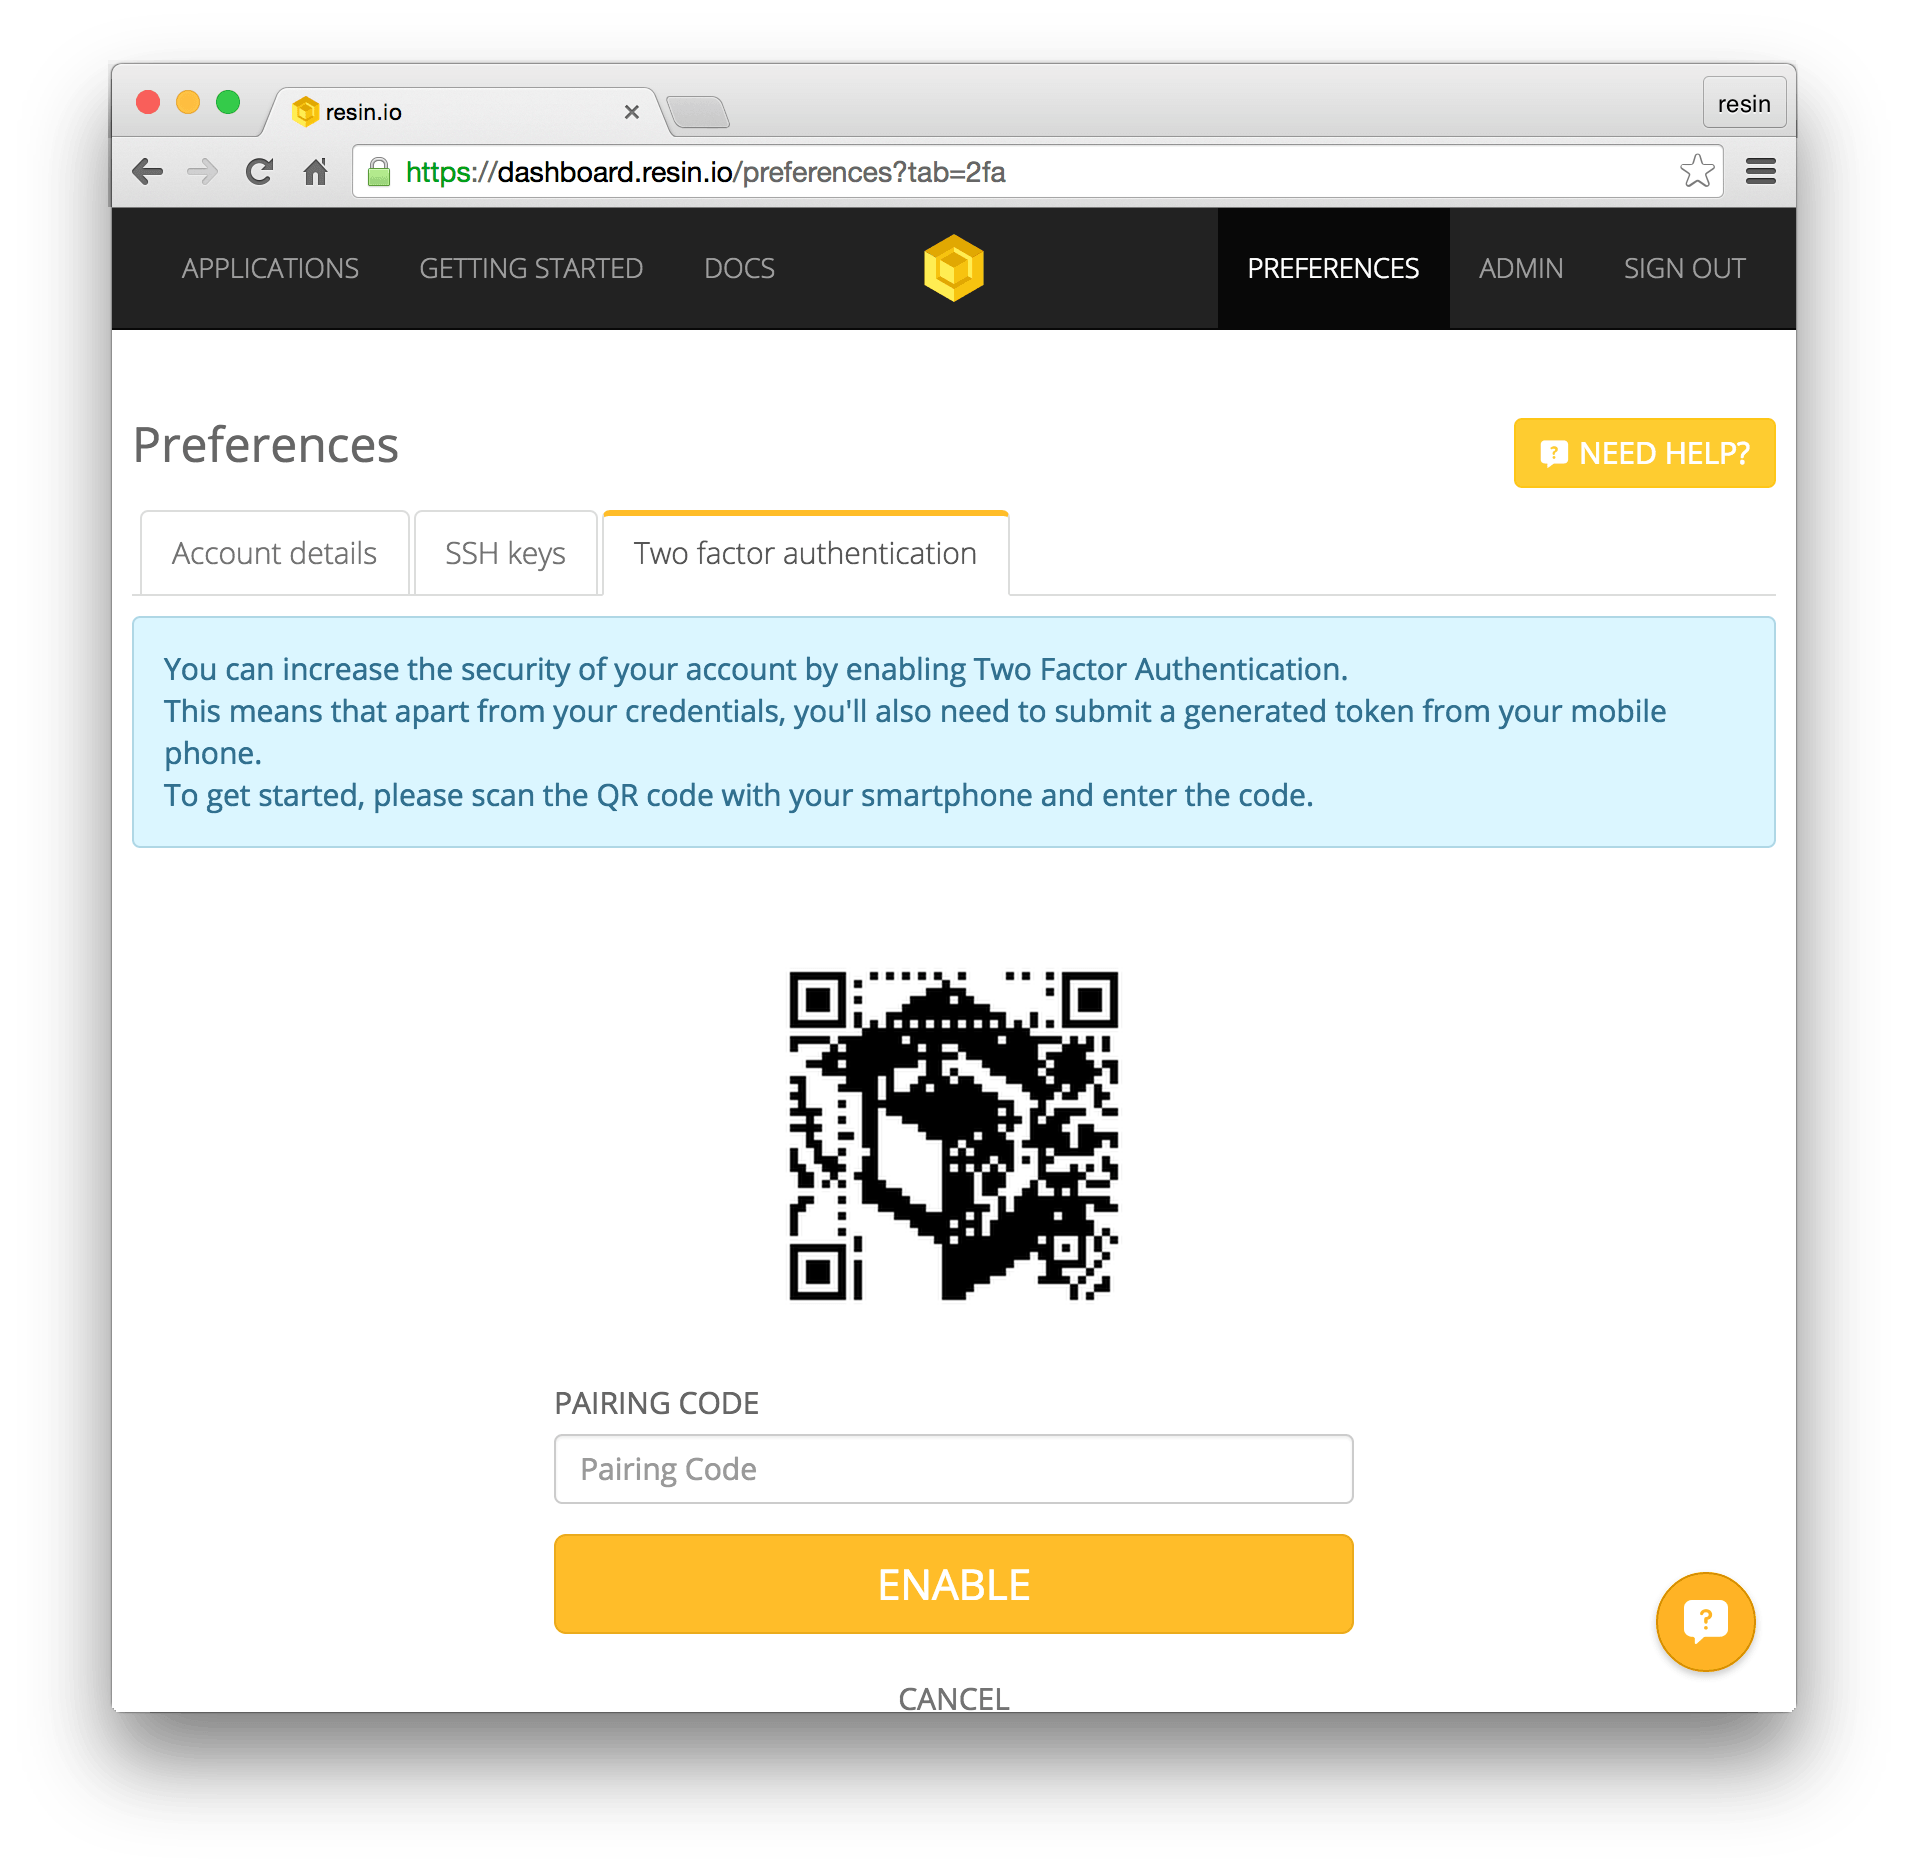 resin.io
resin
https://dashboard.resin.io/preferences?tab=2fa
APPLICATIONS GETTING STARTED DOCS PREFERENCES ADMIN SIGN OUT
Preferences
? NEED HELP?
Account details SSH keys Two factor authentication
You can increase the security of your account by enabling Two Factor Authentication.
This means that apart from your credentials, you'll also need to submit a generated token from your mobile
phone.
To get started, please scan the QR code with your smartphone and enter the code.
PAIRING CODE
Pairing Code
ENABLE
?
CANCEL